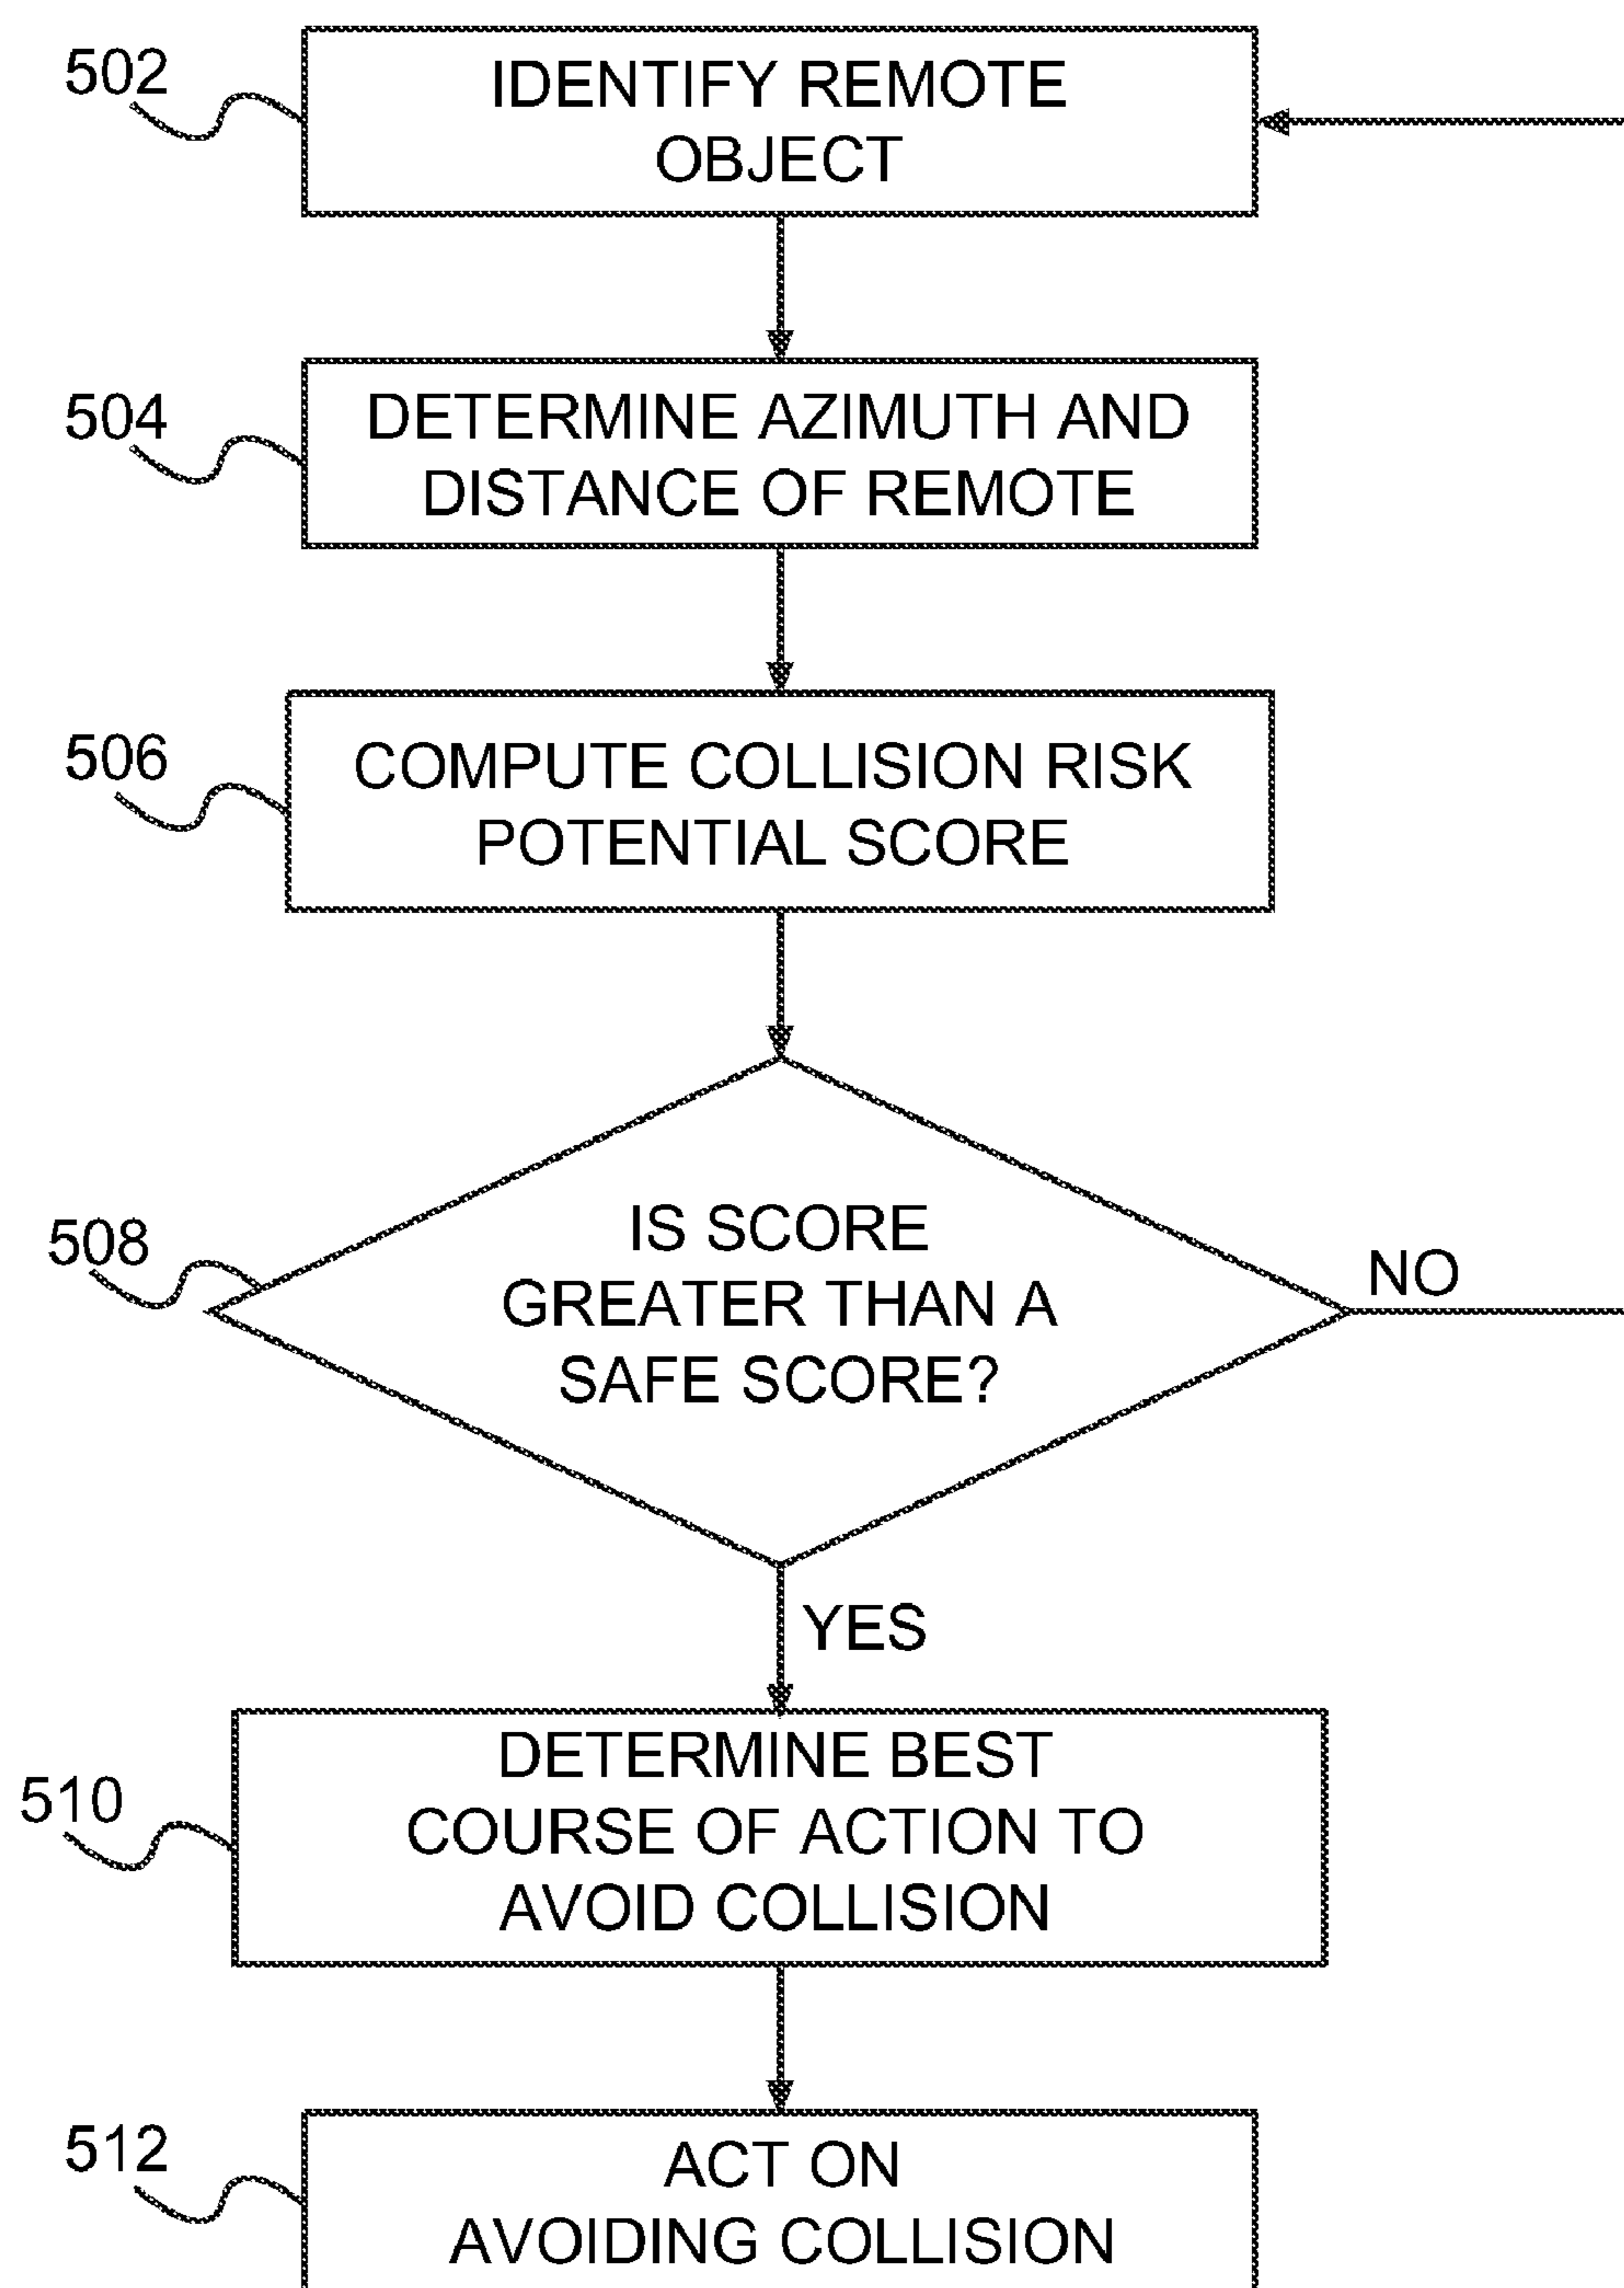 502
IDENTIFY REMOTE
OBJECT
504
DETERMINE AZIMUTH AND
DISTANCE OF REMOTE
506
COMPUTE COLLISION RISK
POTENTIAL SCORE
508
IS SCORE
GREATER THAN A
SAFE SCORE?
NO
YES
510
DETERMINE BEST
COURSE OF ACTION TO
AVOID COLLISION
512
ACT ON
AVOIDING COLLISION